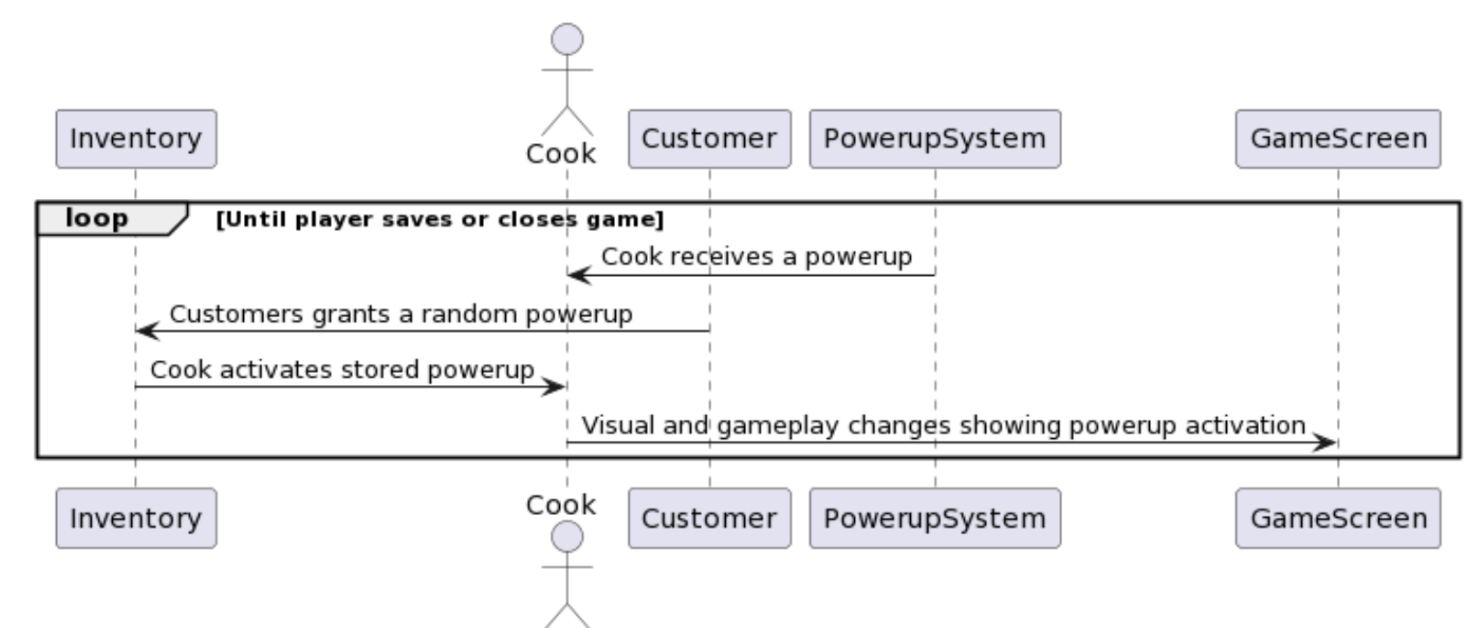 Inventory
Cook
Customer
PowerupSystem
GameScreen
loop
[Until player saves or closes game]
Cook receives a powerup
Customers grants a random powerup
Cook activates stored powerup
Visual and gameplay changes showing powerup activation
Inventory
Cook
Customer
PowerupSystem
GameScreen